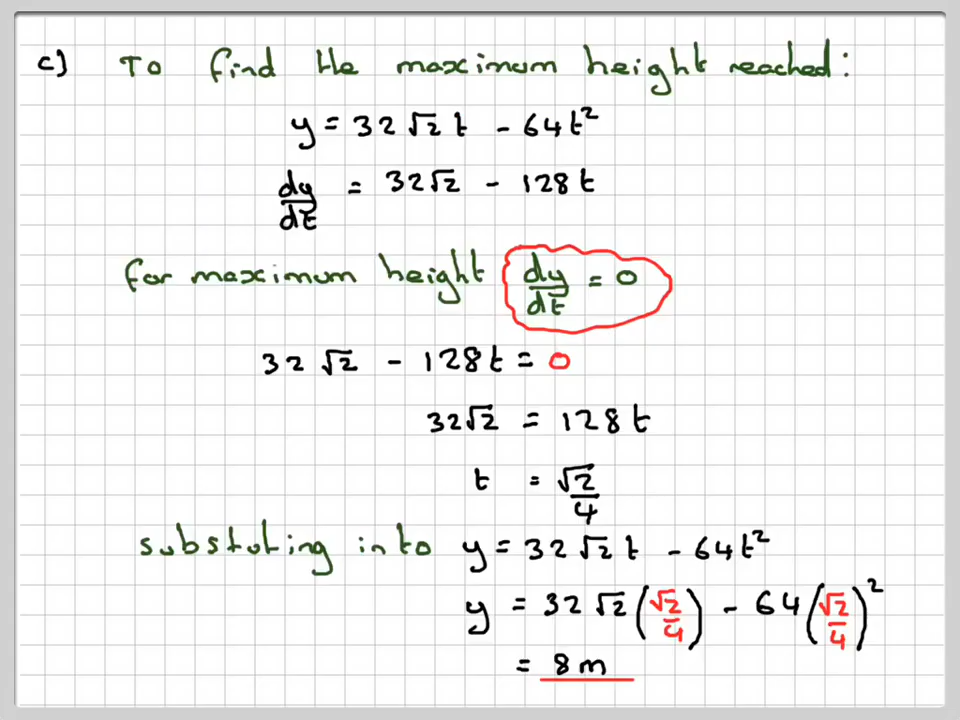 c) To find the maximum height reached:
y = 32√2 t - 64t²
dy/dt = 32√2 - 128t
for maximum height dy/dt = 0
32√2 - 128t = 0
32√2 = 128t
t = √2/4
substuting into y = 32√2 t - 64t²
y = 32√2 (√2/4) - 64 (√2/4)²
= 8m